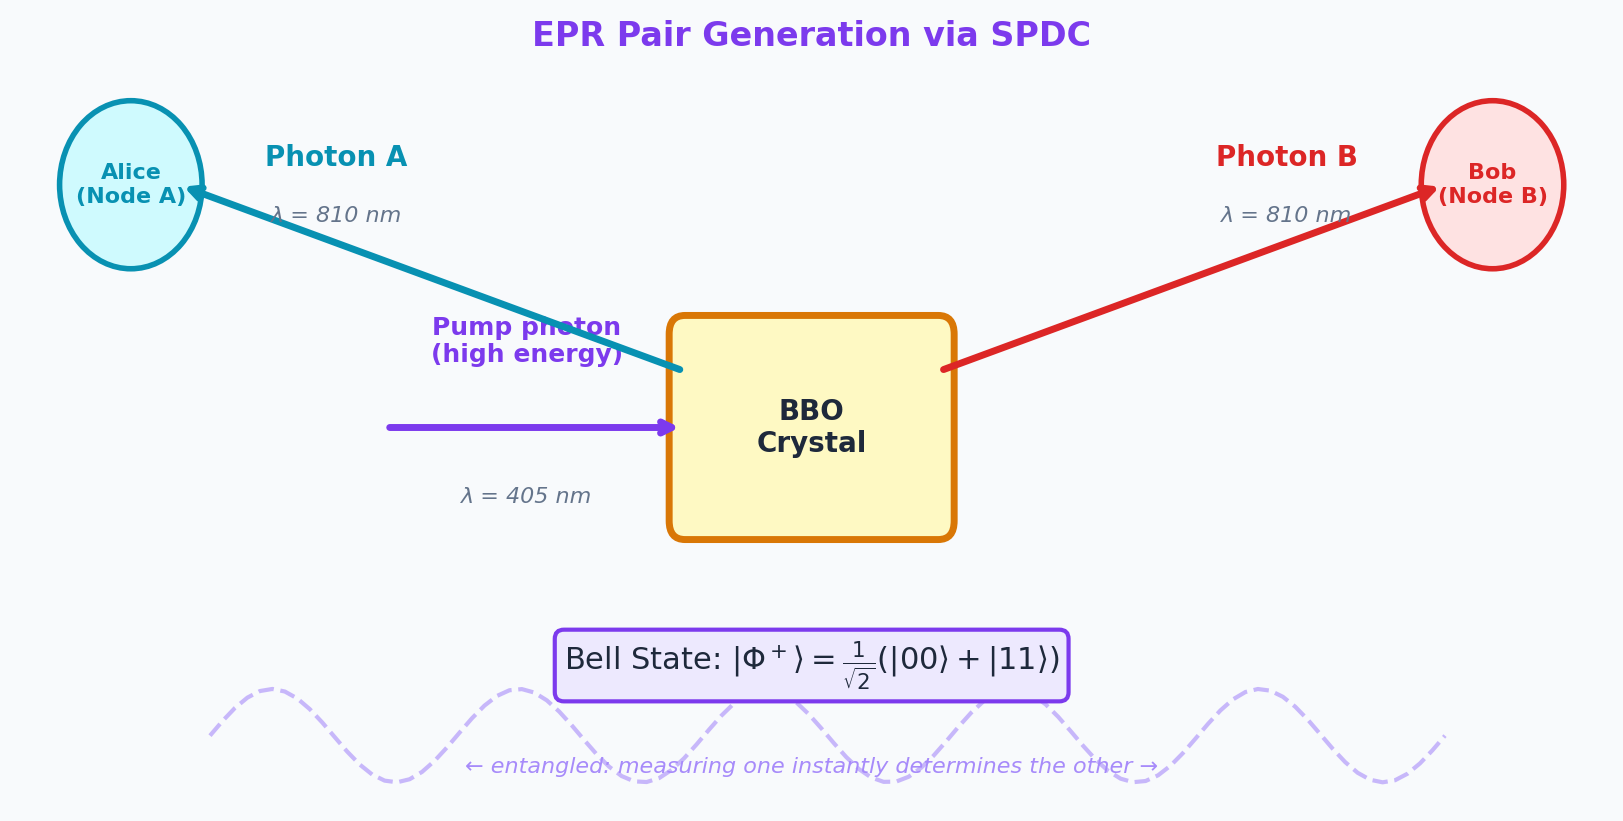 EPR Pair Generation via SPDC
Alice
(Node A)
Photon A
λ = 810 nm
Photon B
λ = 810 nm
Bob
(Node B)
Pump photon
(high energy)
λ = 405 nm
BBO
Crystal
Bell State: |Φ⁺⟩ = 1/√2 (|00⟩ + |11⟩)
← entangled: measuring one instantly determines the other →